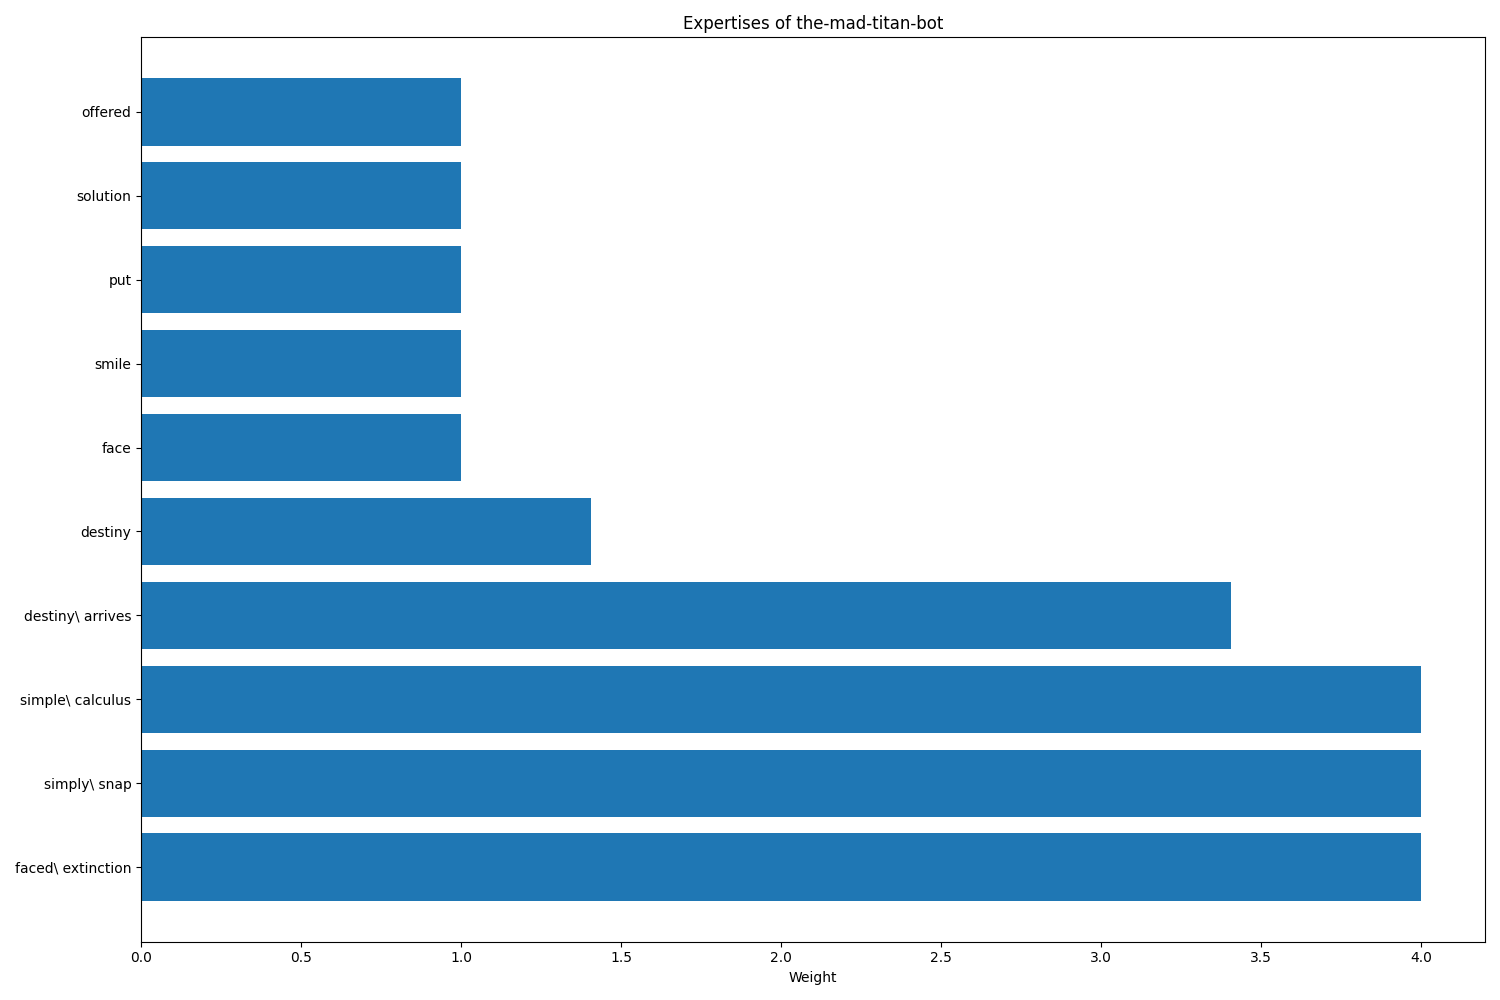 Expertises of the-mad-titan-bot
offered
solution
put
smile
face
destiny
destiny\ arrives
simple\ calculus
simply\ snap
faced\ extinction
0.0 0.5 1.0 1.5 2.0 2.5 3.0 3.5 4.0
Weight